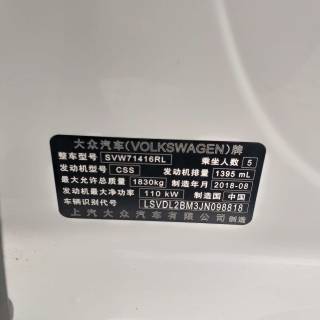 大众汽车(VOLKSWAGEN)牌
整车型号 SVW71416RL 乘坐人数 5
发动机型号 CSS 发动机排量 1395 mL
最大允许总质量 1830kg 制造年月 2018-08
发动机最大净功率 110 kW 制造国 中国
车辆识别代号 LSVDL2BM3JN098818
上汽大众汽车有限公司 制造